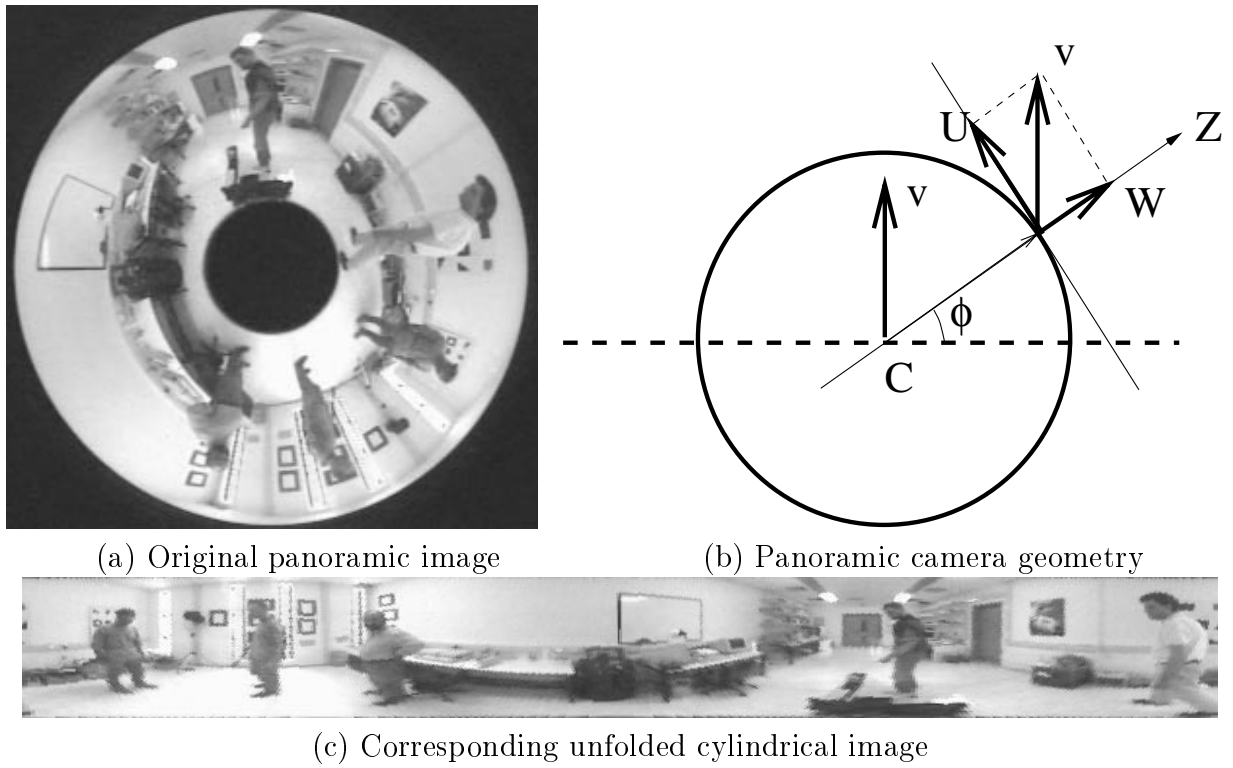 v
U
Z
v
W
ϕ
C
(a) Original panoramic image
(b) Panoramic camera geometry
(c) Corresponding unfolded cylindrical image